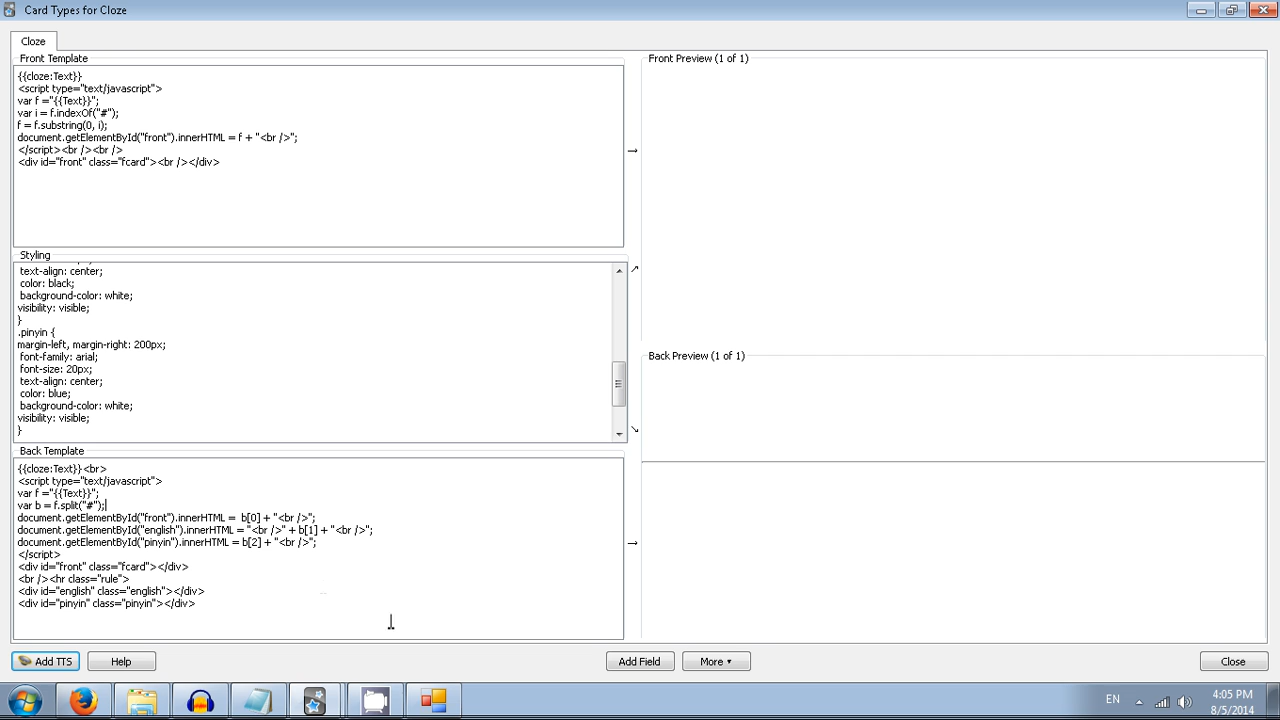 Card Types for Cloze
Cloze
Front Template
{{cloze:Text}}
<script type="text/javascript">
var f ="{{Text}}";
var i = f.indexOf("#");
f = f.substring(0, i);
document.getElementById("front").innerHTML = f + "<br />";
</script><br /><br />
<div id="front" class="fcard"><br /></div>
Front Preview (1 of 1)
Styling
text-align: center;
color: black;
background-color: white;
visibility: visible;
}
.pinyin {
margin-left, margin-right: 200px;
font-family: arial;
font-size: 20px;
text-align: center;
color: blue;
background-color: white;
visibility: visible;
}
Back Preview (1 of 1)
Back Template
{{cloze:Text}}<br>
<script type="text/javascript">
var f ="{{Text}}";
var b = f.split("#");
document.getElementById("front").innerHTML =  b[0] + "<br />";
document.getElementById("english").innerHTML = "<br />" + b[1] + "<br />";
document.getElementById("pinyin").innerHTML = b[2] + "<br />";
</script>
<div id="front" class="fcard"></div>
<br /><hr class="rule">
<div id="english" class="english"></div>
<div id="pinyin" class="pinyin"></div>
Add TTS
Help
Add Field
More
Close
EN
4:05 PM
8/5/2014